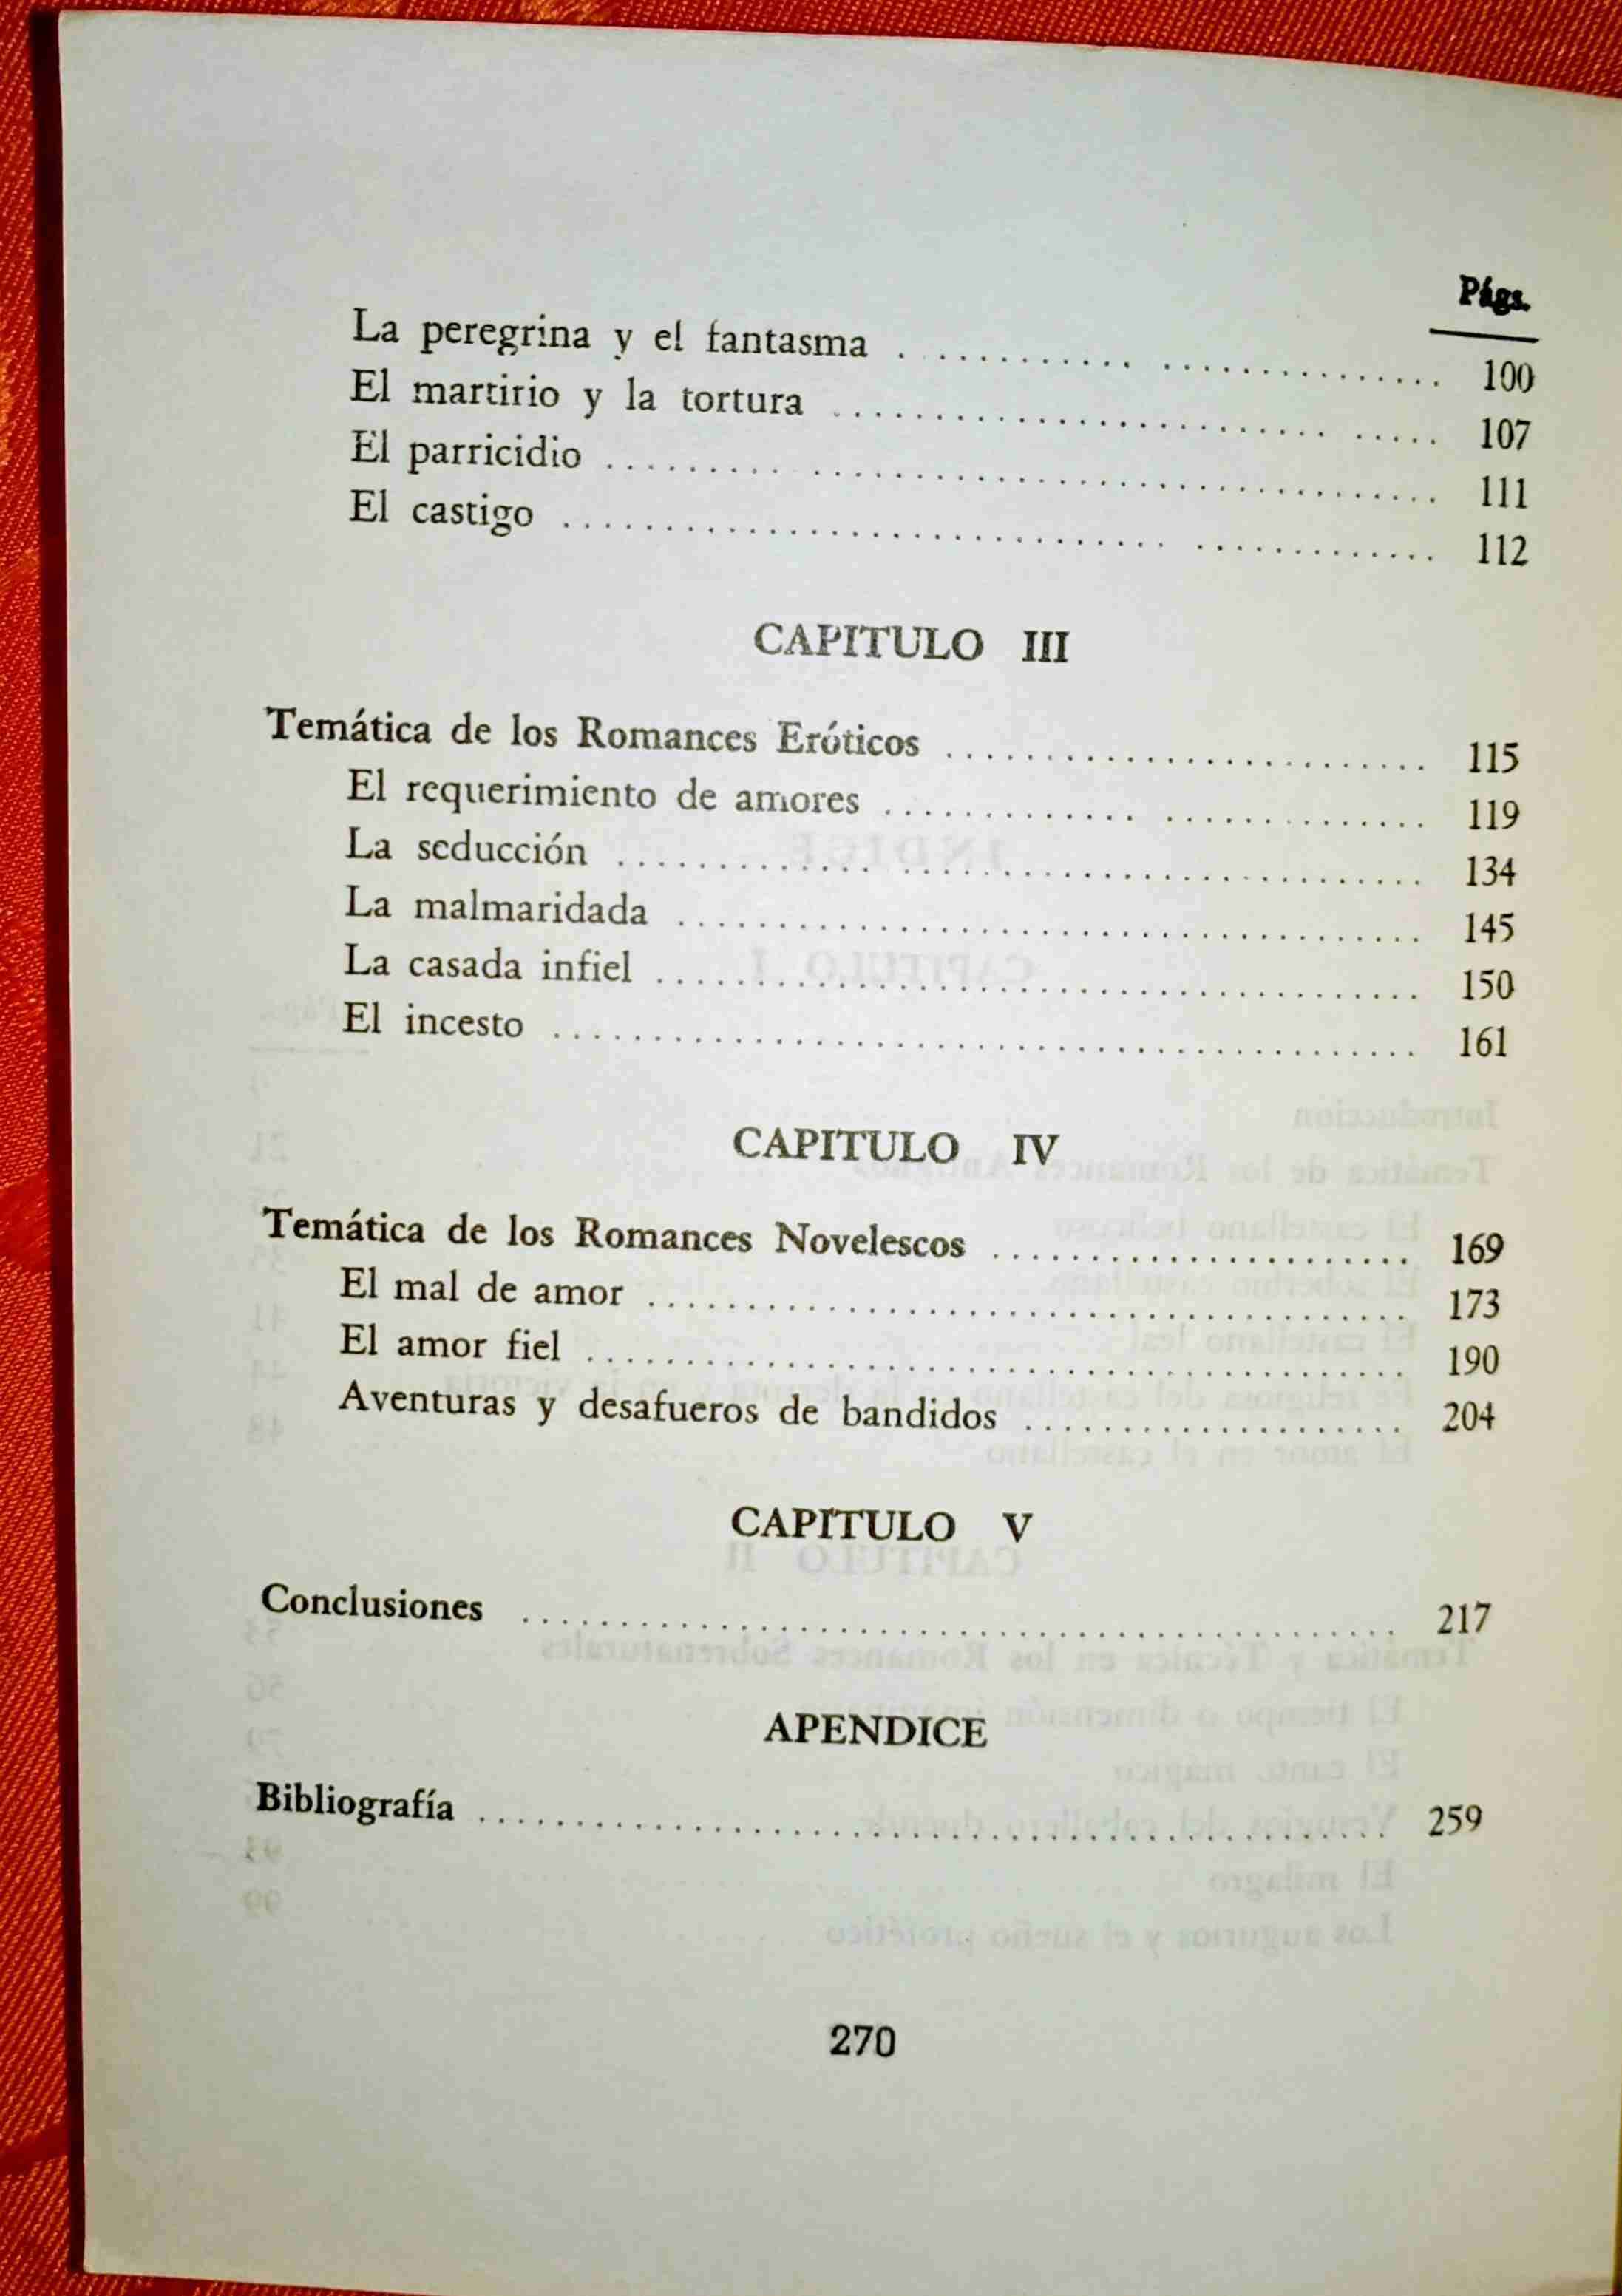 Págs.
La peregrina y el fantasma .......................... 100
El martirio y la tortura .............................. 107
El parricidio .......................................... 111
El castigo ............................................ 112
CAPITULO III
Temática de los Romances Eróticos ......................... 115
El requerimiento de amores ........................... 119
La seducción ......................................... 134
La malmaridada ...................................... 145
La casada infiel ....................................... 150
El incesto ............................................ 161
CAPITULO IV
Temática de los Romances Novelescos ...................... 169
El mal de amor ....................................... 173
El amor fiel .......................................... 190
Aventuras y desafueros de bandidos .................... 204
CAPITULO V
Conclusiones ............................................. 217
APENDICE
Bibliografía ............................................... 259
270